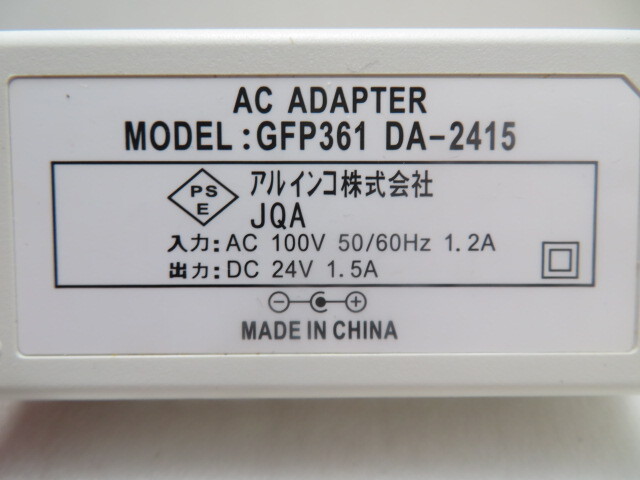 AC ADAPTER
MODEL:GFP361 DA-2415
PS
E
アルインコ株式会社
JQA
入力:AC 100V 50/60Hz 1.2A
出力:DC 24V 1.5A
MADE IN CHINA